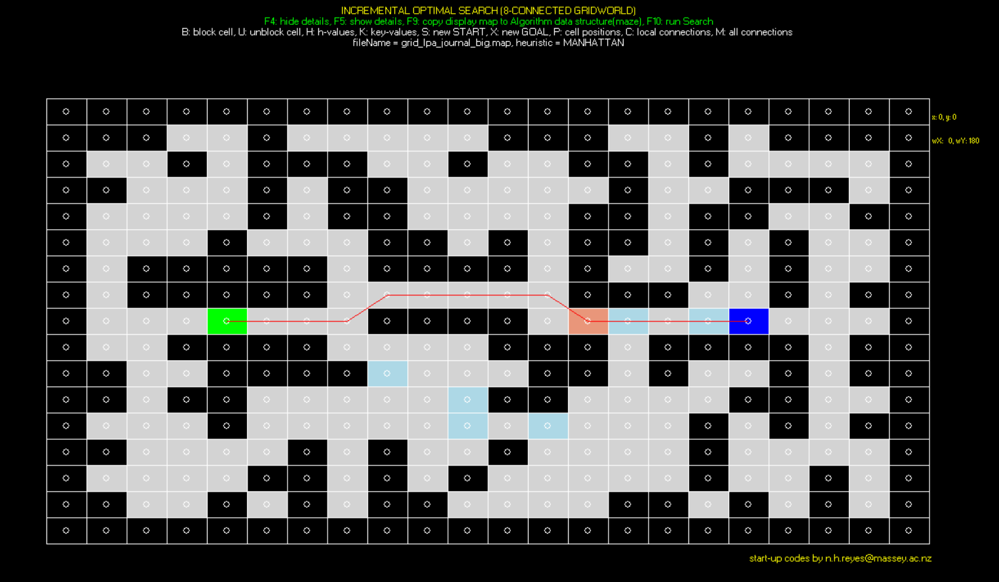 INCREMENTAL OPTIMAL SEARCH (8-CONNECTED GRIDWORLD)
F4: hide details, F5: show details, F9: copy display map to Algorithm data structure(maze), F10: run Search
B: block cell, U: unblock cell, H: h-values, K: key-values, S: new START, X: new GOAL, P: cell positions, C: local connections, M: all connections
fileName = grid_lpa_journal_big.map, heuristic = MANHATTAN
x: 0, y: 0
wX: 0, wY: 180
start-up codes by n.h.reyes@massey.ac.nz